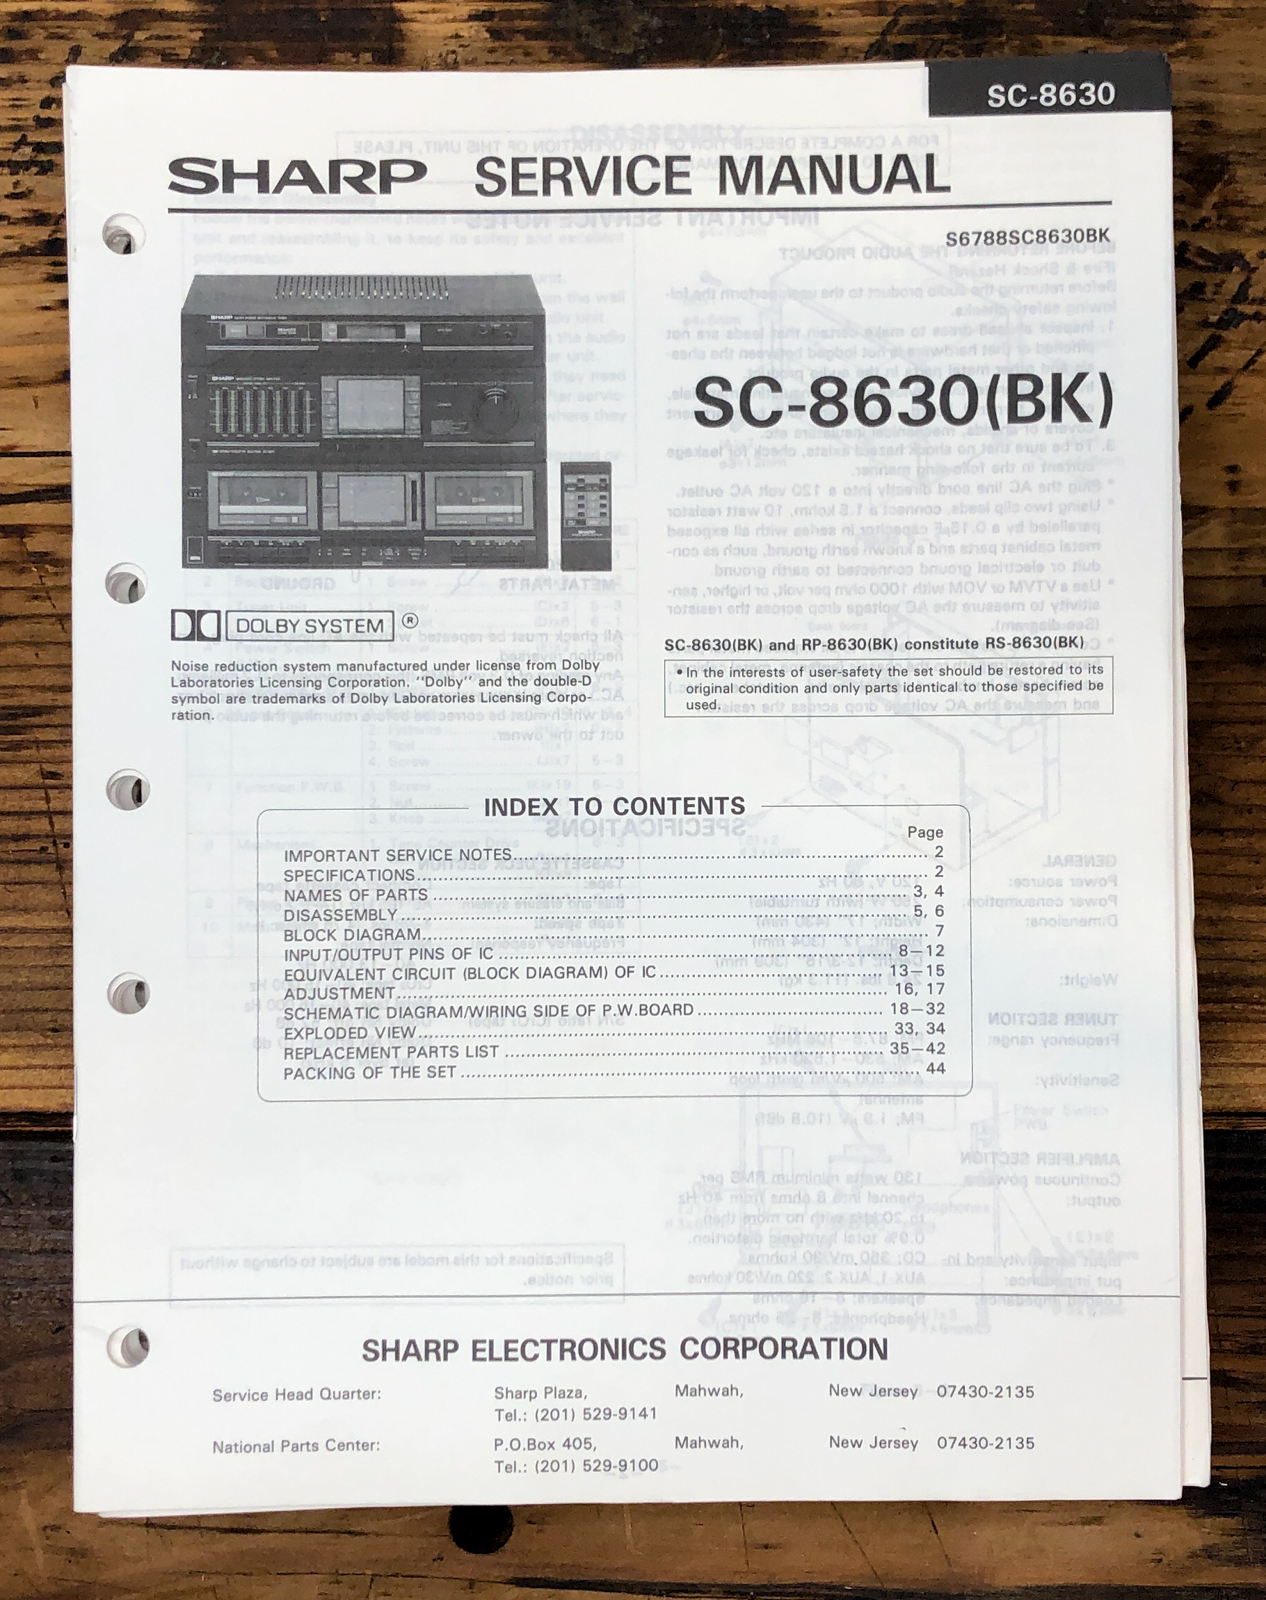 SC-8630
SHARP SERVICE MANUAL
S6788SC8630BK
SHARP
SHARP
SC-8630(BK)
DOLBY SYSTEM ®
SC-8630(BK) and RP-8630(BK) constitute RS-8630(BK)
Noise reduction system manufactured under license from Dolby
Laboratories Licensing Corporation. "Dolby" and the double-D
symbol are trademarks of Dolby Laboratories Licensing Corpo-
ration.
• In the interests of user-safety the set should be restored to its
original condition and only parts identical to those specified be
used.
INDEX TO CONTENTS
Page
IMPORTANT SERVICE NOTES 2
SPECIFICATIONS 2
NAMES OF PARTS 3, 4
DISASSEMBLY 5, 6
BLOCK DIAGRAM 7
INPUT/OUTPUT PINS OF IC 8—12
EQUIVALENT CIRCUIT (BLOCK DIAGRAM) OF IC 13—15
ADJUSTMENT 16, 17
SCHEMATIC DIAGRAM/WIRING SIDE OF P.W.BOARD 18—32
EXPLODED VIEW 33, 34
REPLACEMENT PARTS LIST 35—42
PACKING OF THE SET 44
SHARP ELECTRONICS CORPORATION
Service Head Quarter: Sharp Plaza, Mahwah, New Jersey 07430-2135
Tel.: (201) 529-9141
National Parts Center: P.O.Box 405, Mahwah, New Jersey 07430-2135
Tel.: (201) 529-9100